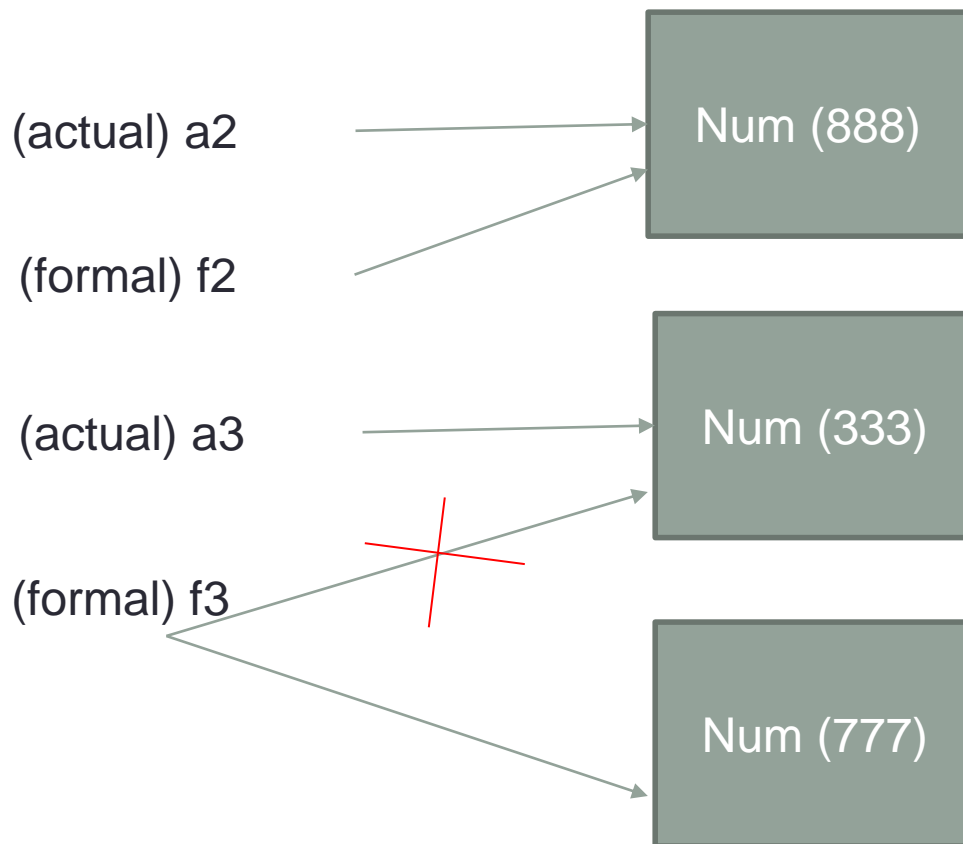 (actual) a2
Num (888)
(formal) f2
(actual) a3
Num (333)
(formal) f3
Num (777)